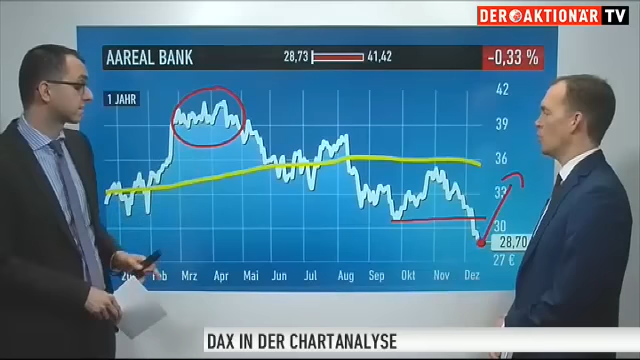 DER AKTIONÄR TV
AAREAL BANK
28,73
41,42
-0,33 %
1 JAHR
42
39
36
33
30
28,70
27 €
Feb Mrz Apr Mai Jun Jul Aug Sep Okt Nov Dez
DAX IN DER CHARTANALYSE